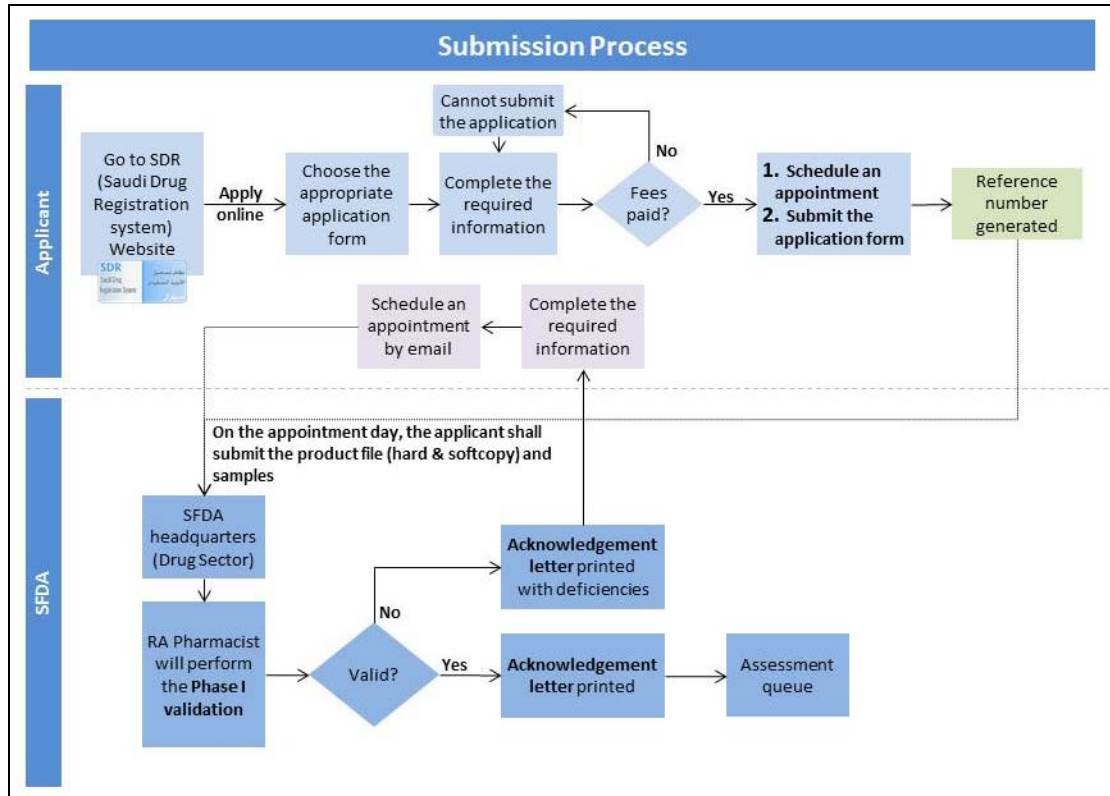 Submission Process
Applicant
Cannot submit
the application
No
Go to SDR
(Saudi Drug
Registration
system)
Website
SDR
Saudi Drug
Registration System
Apply
online
Choose the
appropriate
application
form
Complete the
required
information
Fees
paid?
Yes
1. Schedule an
appointment
2. Submit the
application form
Reference
number
generated
Schedule an
appointment
by email
Complete the
required
information
SFDA
On the appointment day, the applicant shall
submit the product file (hard & softcopy) and
samples
SFDA
headquarters
(Drug Sector)
Acknowledgement
letter printed
with deficiencies
No
RA Pharmacist
will perform
the Phase I
validation
Valid?
Yes
Acknowledgement
letter printed
Assessment
queue